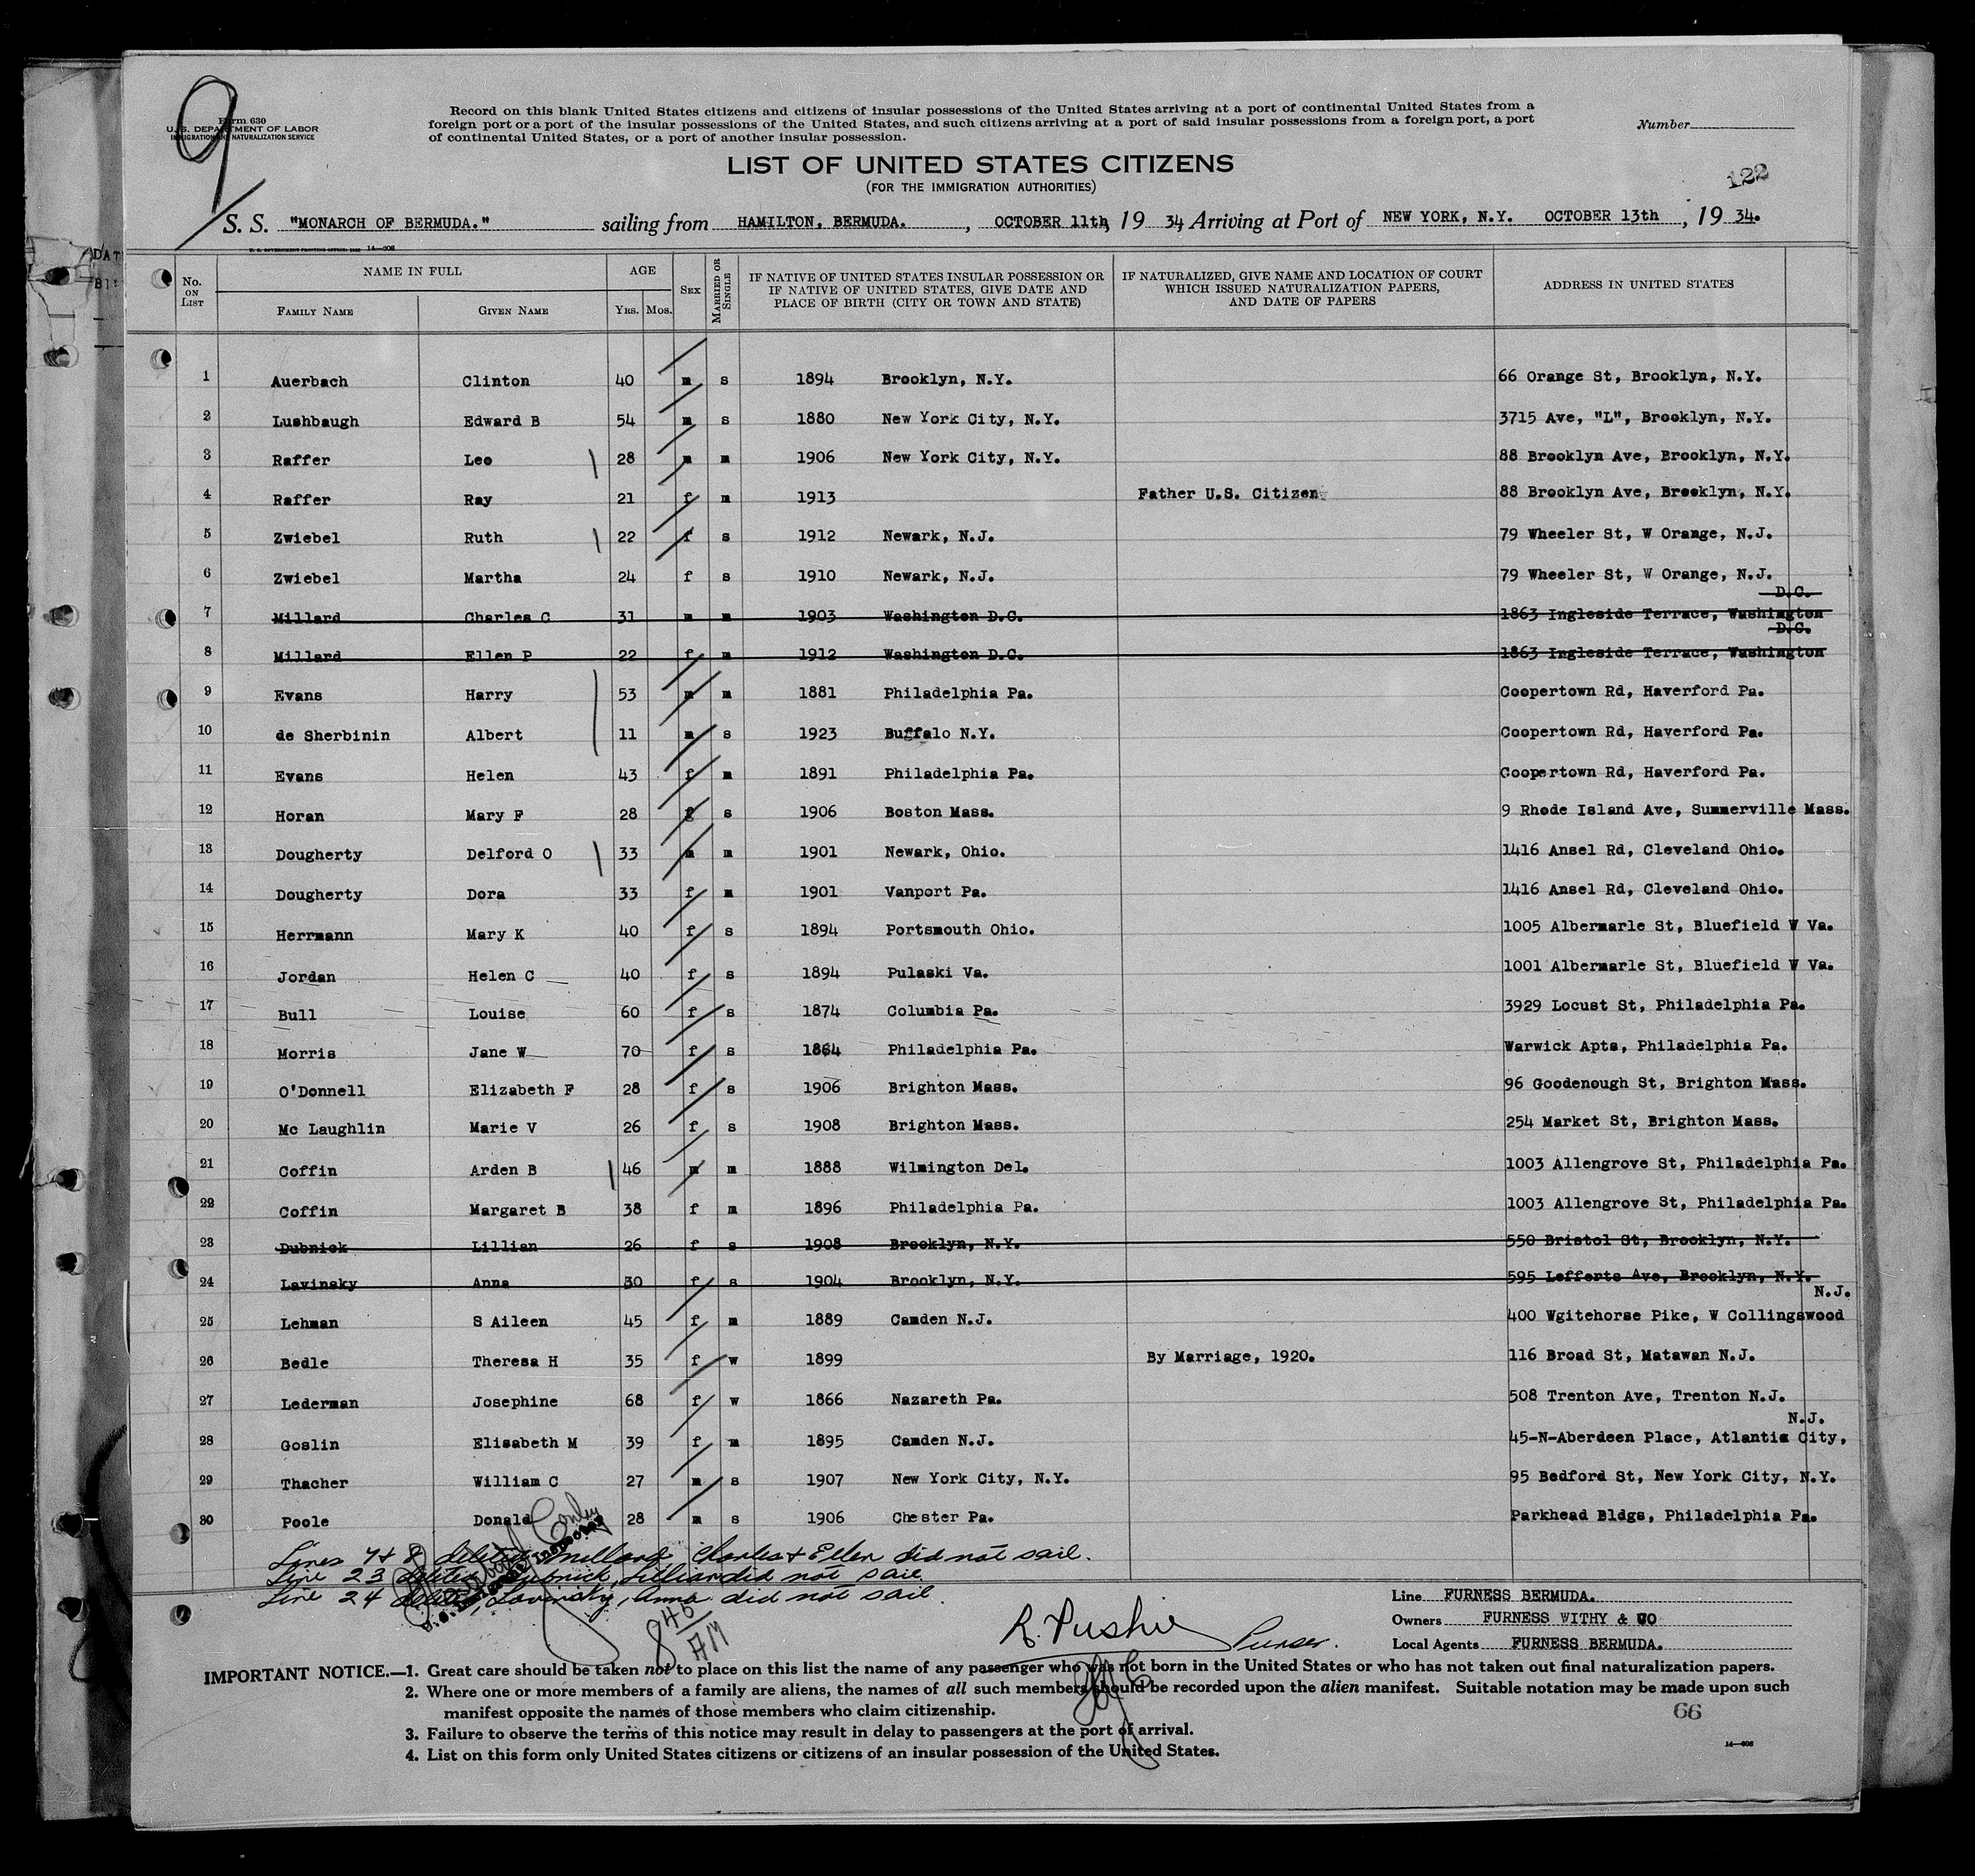 9
Form 630
U. S. DEPARTMENT OF LABOR
IMMIGRATION AND NATURALIZATION SERVICE
Record on this blank United States citizens and citizens of insular possessions of the United States arriving at a port of continental United States from a
foreign port or a port of the insular possessions of the United States, and such citizens arriving at a port of said insular possessions from a foreign port, a port
of continental United States, or a port of another insular possession.
Number
LIST OF UNITED STATES CITIZENS
(FOR THE IMMIGRATION AUTHORITIES)
122
S. S. "MONARCH OF BERMUDA." sailing from HAMILTON, BERMUDA. , OCTOBER 11th, 19 34, Arriving at Port of NEW YORK, N.Y. OCTOBER 13th , 19 34.
U. S. GOVERNMENT PRINTING OFFICE: 14—608
No. ON LIST NAME IN FULL AGE SEX MARRIED OR SINGLE IF NATIVE OF UNITED STATES INSULAR POSSESSION OR IF NATIVE OF UNITED STATES, GIVE DATE AND PLACE OF BIRTH (CITY OR TOWN AND STATE) IF NATURALIZED, GIVE NAME AND LOCATION OF COURT WHICH ISSUED NATURALIZATION PAPERS, AND DATE OF PAPERS ADDRESS IN UNITED STATES
FAMILY NAME GIVEN NAME YRS. MOS.
1 Auerbach Clinton 40 m s 1894 Brooklyn, N.Y. 66 Orange St, Brooklyn, N.Y.
2 Lushbaugh Edward B 54 m s 1880 New York City, N.Y. 3715 Ave, "L", Brooklyn, N.Y.
3 Raffer Leo 28 m m 1906 New York City, N.Y. 88 Brooklyn Ave, Brooklyn, N.Y.
4 Raffer Ray 21 f m 1913 Father U.S. Citizen 88 Brooklyn Ave, Brooklyn, N.Y.
5 Zwiebel Ruth 22 f s 1912 Newark, N.J. 79 Wheeler St, W Orange, N.J.
6 Zwiebel Martha 24 f s 1910 Newark, N.J. 79 Wheeler St, W Orange, N.J.
D.C.
7 Millard Charles C 31 m m 1903 Washington D.C. 1863 Ingleside Terrace, Washington
D.C.
8 Millard Ellen P 22 f m 1912 Washington D.C. 1863 Ingleside Terrace, Washington
9 Evans Harry 53 m m 1881 Philadelphia Pa. Coopertown Rd, Haverford Pa.
10 de Sherbinin Albert 11 m s 1923 Buffalo N.Y. Coopertown Rd, Haverford Pa.
11 Evans Helen 43 f m 1891 Philadelphia Pa. Coopertown Rd, Haverford Pa.
12 Horan Mary F 28 f s 1906 Boston Mass. 9 Rhode Island Ave, Summerville Mass.
13 Dougherty Delford O 33 m m 1901 Newark, Ohio. 1416 Ansel Rd, Cleveland Ohio.
14 Dougherty Dora 33 f m 1901 Vanport Pa. 1416 Ansel Rd, Cleveland Ohio.
15 Herrmann Mary K 40 f s 1894 Portsmouth Ohio. 1005 Albermarle St, Bluefield W Va.
16 Jordan Helen C 40 f s 1894 Pulaski Va. 1001 Albermarle St, Bluefield W Va.
17 Bull Louise 60 f s 1874 Columbia Pa. 3929 Locust St, Philadelphia Pa.
18 Morris Jane W 70 f s 1864 Philadelphia Pa. Warwick Apts, Philadelphia Pa.
19 O'Donnell Elizabeth F 28 f s 1906 Brighton Mass. 96 Goodenough St, Brighton Mass.
20 Mc Laughlin Marie V 26 f s 1908 Brighton Mass. 254 Market St, Brighton Mass.
21 Coffin Arden B 46 m m 1888 Wilmington Del. 1003 Allengrove St, Philadelphia Pa.
22 Coffin Margaret B 38 f m 1896 Philadelphia Pa. 1003 Allengrove St, Philadelphia Pa.
23 Dubnick Lillian 26 f s 1908 Brooklyn, N.Y. 550 Bristol St, Brooklyn, N.Y.
24 Lavinsky Anna 30 f s 1904 Brooklyn, N.Y. 595 Lefferts Ave, Brooklyn, N.Y.
N.J.
25 Lehman S Aileen 45 f m 1889 Camden N.J. 400 Wgitehorse Pike, W Collingswood
26 Bedle Theresa H 35 f w 1899 By Marriage, 1920. 116 Broad St, Matawan N.J.
27 Lederman Josephine 68 f w 1866 Nazareth Pa. 508 Trenton Ave, Trenton N.J.
N.J.
28 Goslin Elisabeth M 39 f m 1895 Camden N.J. 45-N-Aberdeen Place, Atlantic City,
29 Thacher William C 27 m s 1907 New York City, N.Y. 95 Bedford St, New York City, N.Y.
30 Poole Donald 28 m s 1906 Chester Pa. Parkhead Bldgs, Philadelphia Pa.
Lines 7 & 8 deleted, Millard, Charles & Ellen did not sail.
Line 23 deleted, Dubnick, Lillian did not sail.
Line 24 deleted, Lavinsky, Anna did not sail.
8 46 AM
Purser.
Line FURNESS BERMUDA.
Owners FURNESS WITHY & CO
Local Agents FURNESS BERMUDA.
IMPORTANT NOTICE.—1. Great care should be taken not to place on this list the name of any passenger who was not born in the United States or who has not taken out final naturalization papers.
2. Where one or more members of a family are aliens, the names of all such members should be recorded upon the alien manifest. Suitable notation may be made upon such
manifest opposite the names of those members who claim citizenship.
3. Failure to observe the terms of this notice may result in delay to passengers at the port of arrival.
4. List on this form only United States citizens or citizens of an insular possession of the United States.
66
14—608